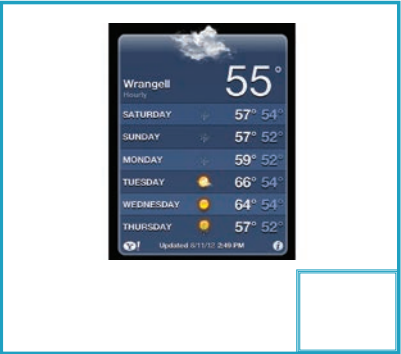 55°
Wrangell
Hourly
SATURDAY 57° 54°
SUNDAY 57° 52°
MONDAY 59° 52°
TUESDAY 66° 54°
WEDNESDAY 64° 54°
THURSDAY 57° 52°
Y! Updated 8/11/12 2:49 PM i